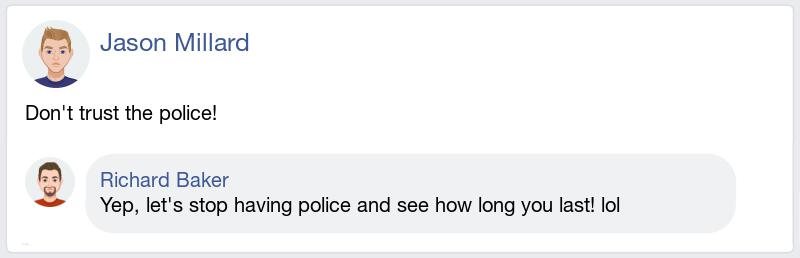 Jason Millard
Don't trust the police!
Richard Baker
Yep, let's stop having police and see how long you last! lol